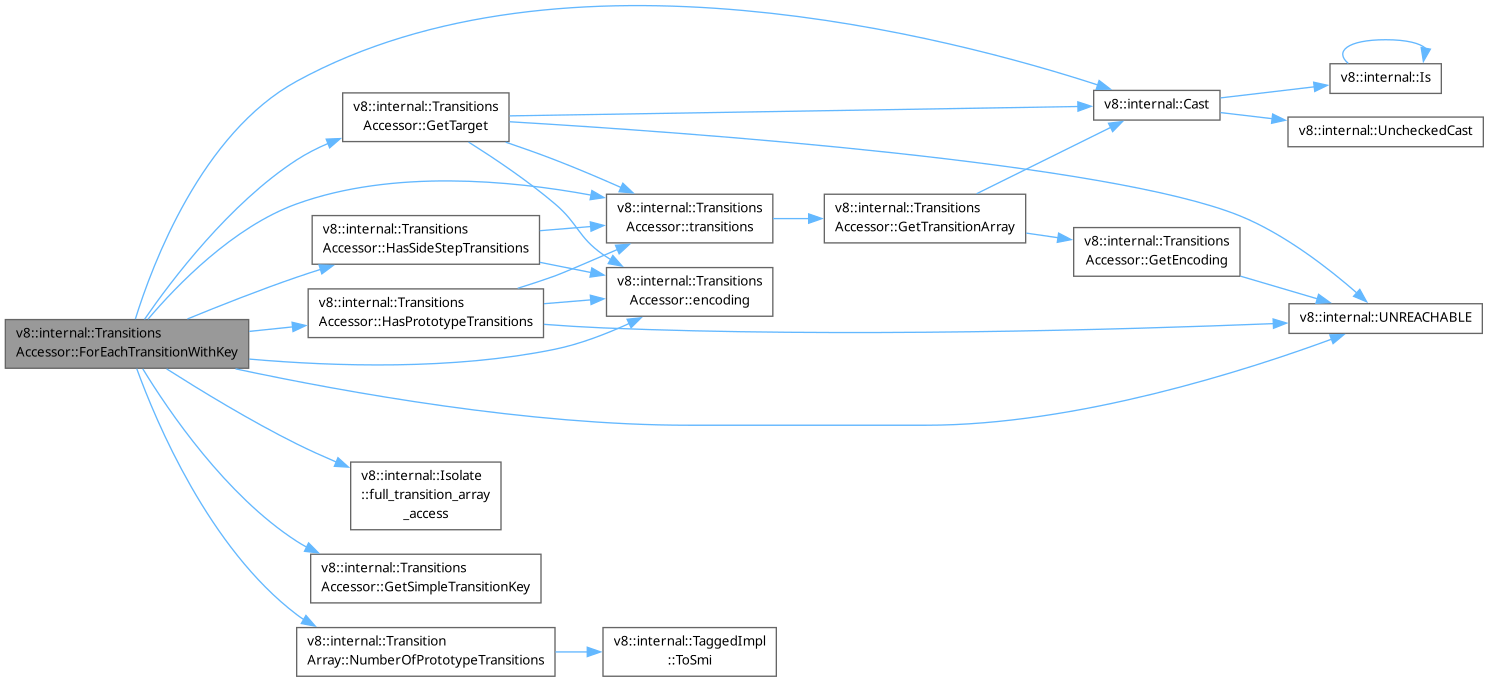 v8::internal::Transitions
Accessor::ForEachTransitionWithKey
v8::internal::Transitions
Accessor::GetTarget
v8::internal::Transitions
Accessor::HasSideStepTransitions
v8::internal::Transitions
Accessor::HasPrototypeTransitions
v8::internal::Isolate
::full_transition_array
_access
v8::internal::Transitions
Accessor::GetSimpleTransitionKey
v8::internal::Transition
Array::NumberOfPrototypeTransitions
v8::internal::Transitions
Accessor::transitions
v8::internal::Transitions
Accessor::encoding
v8::internal::TaggedImpl
::ToSmi
v8::internal::Transitions
Accessor::GetTransitionArray
v8::internal::Cast
v8::internal::Transitions
Accessor::GetEncoding
v8::internal::Is
v8::internal::UncheckedCast
v8::internal::UNREACHABLE